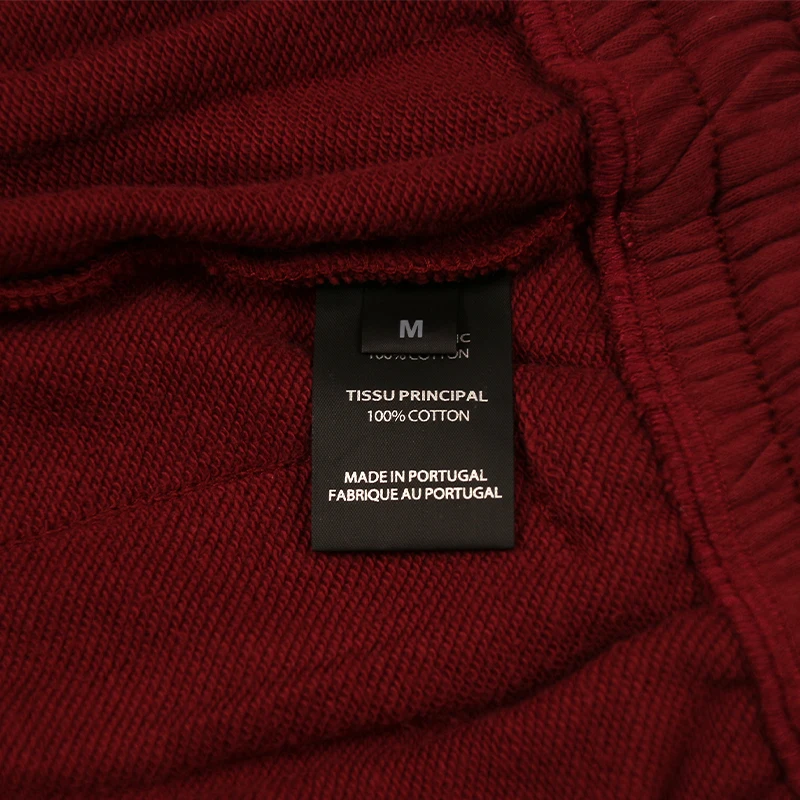 M
100% COTTON
TISSU PRINCIPAL
100% COTTON
MADE IN PORTUGAL
FABRIQUE AU PORTUGAL